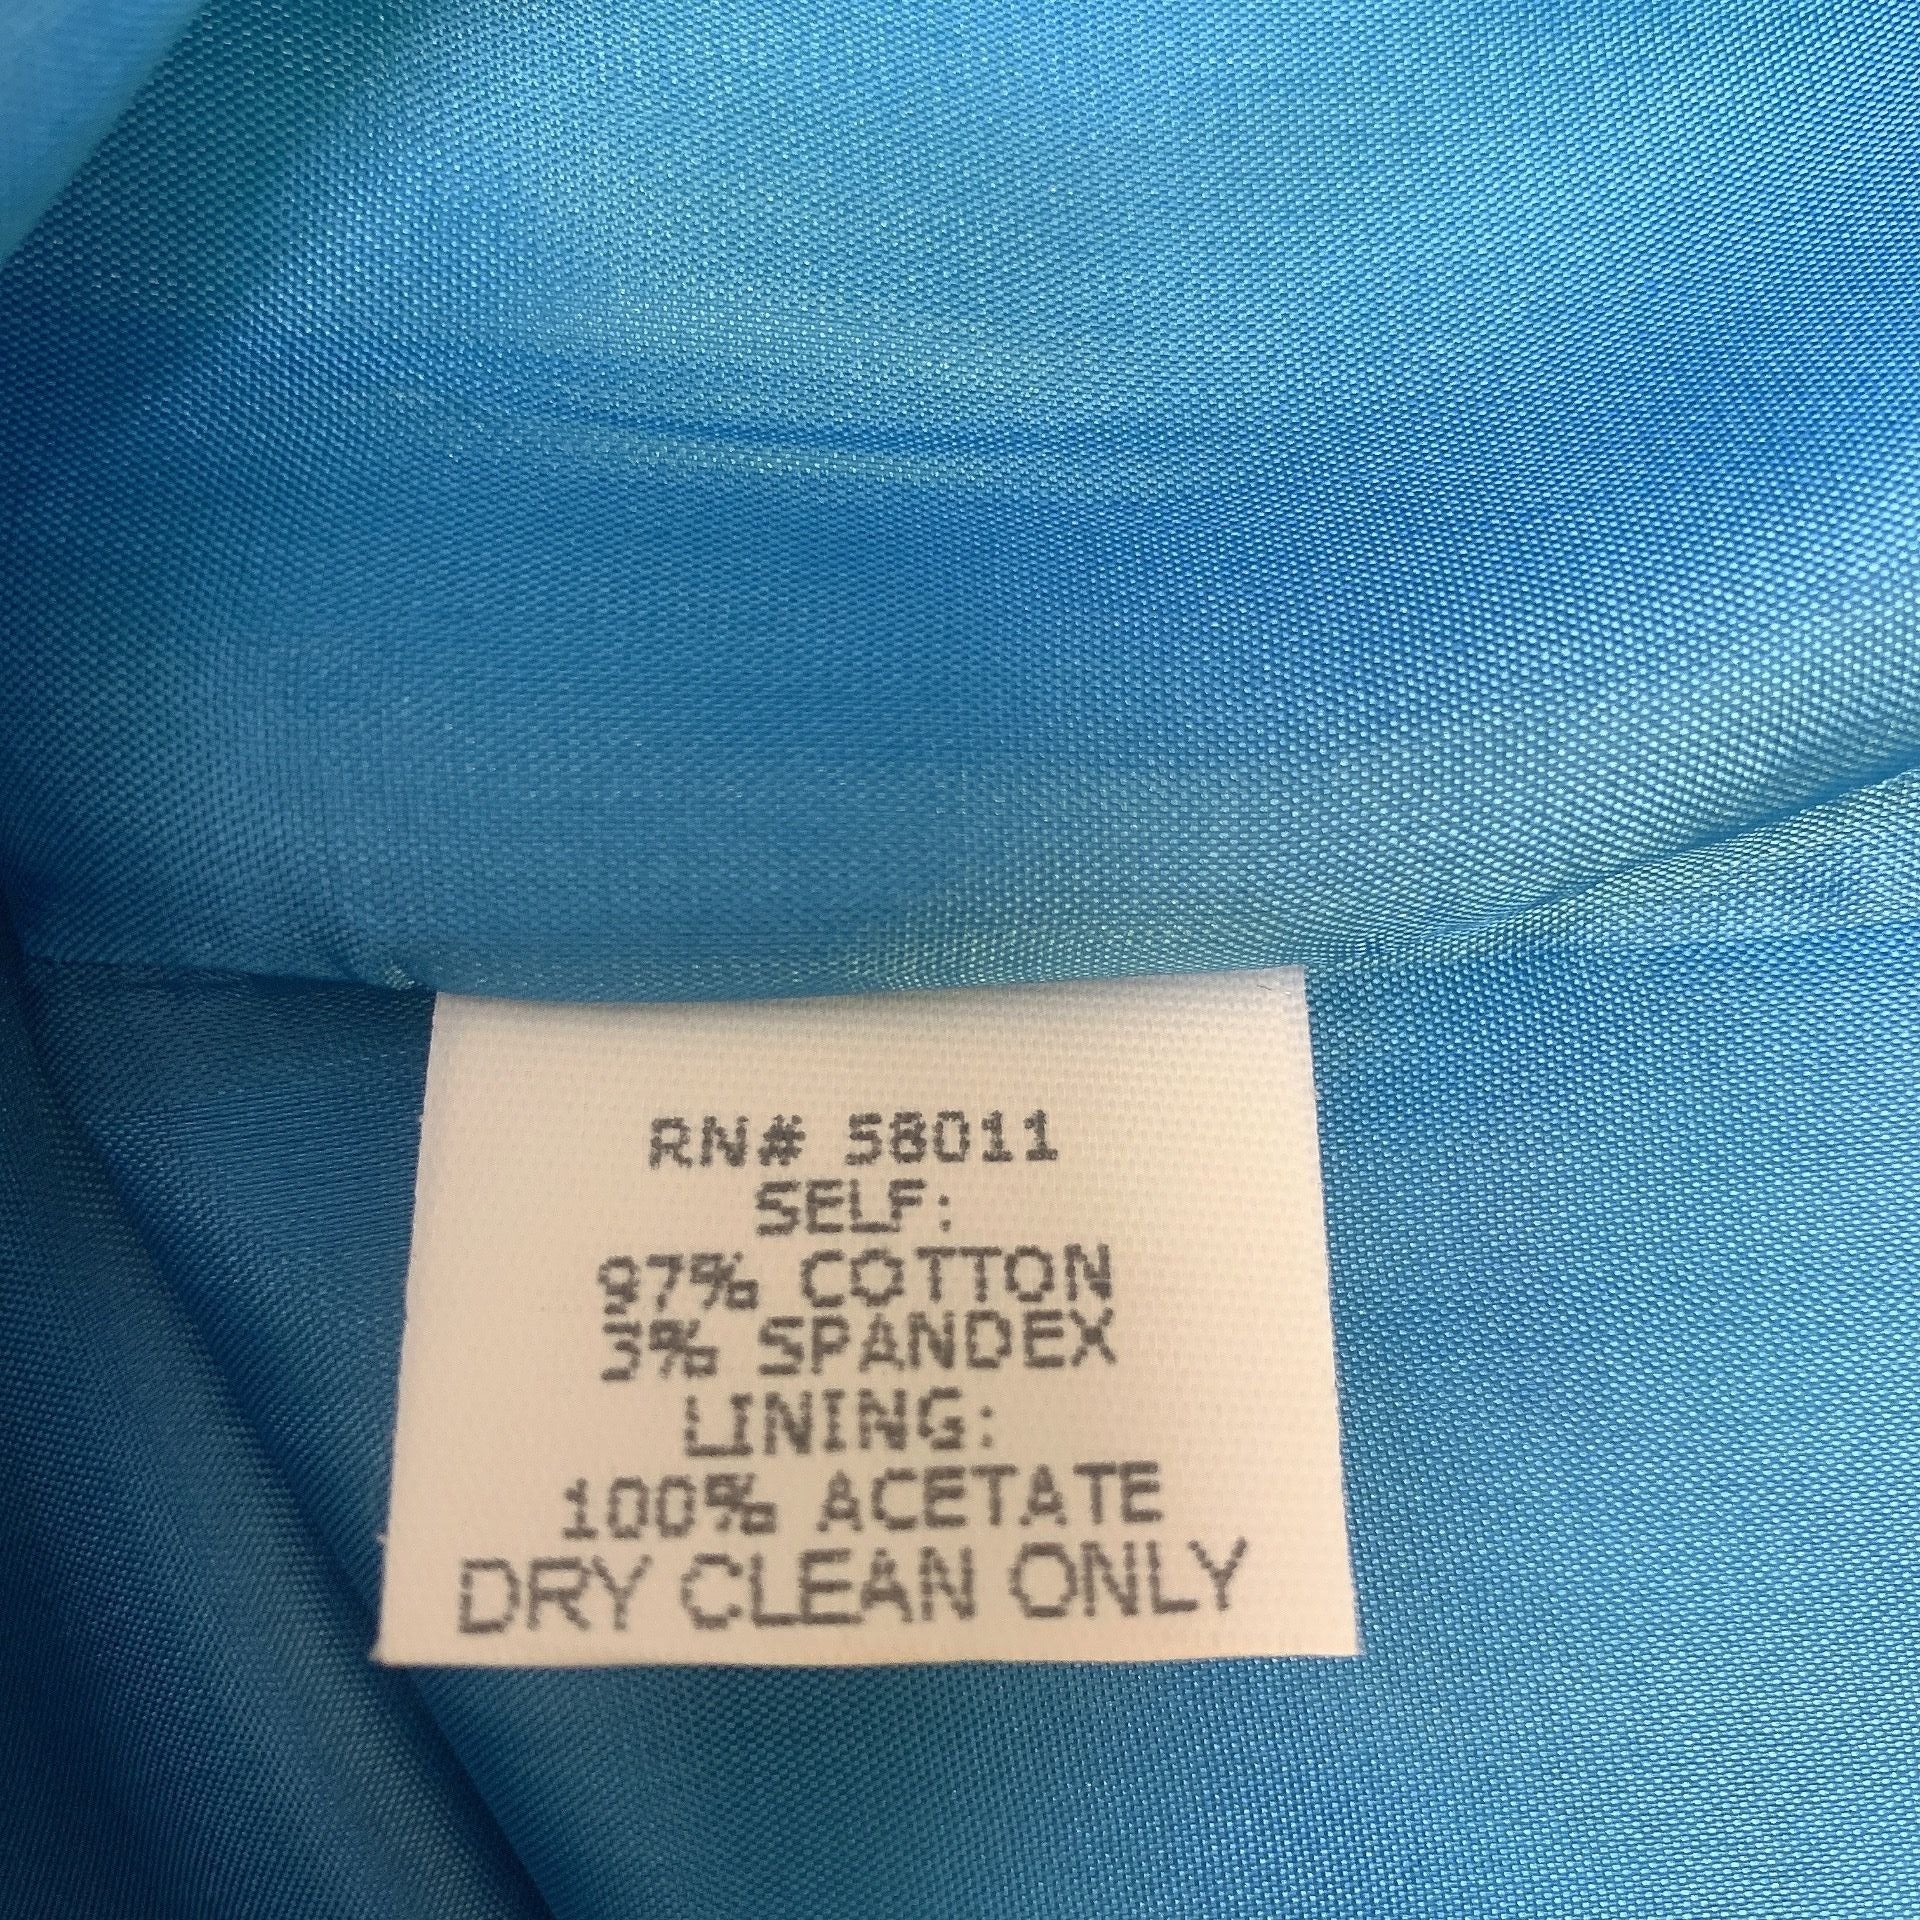 RN# 58011
SELF:
97% COTTON
3% SPANDEX
LINING:
100% ACETATE
DRY CLEAN ONLY